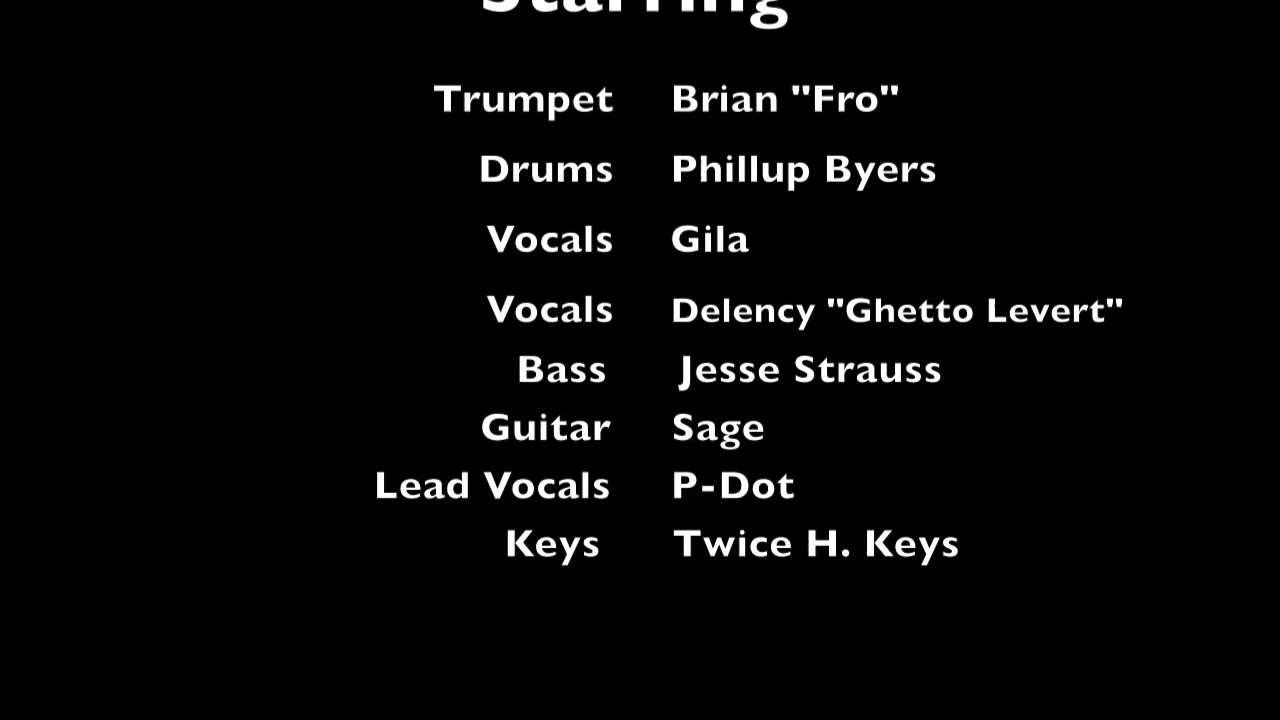 Starring
Trumpet Brian "Fro"
Drums Phillup Byers
Vocals Gila
Vocals Delency "Ghetto Levert"
Bass Jesse Strauss
Guitar Sage
Lead Vocals P-Dot
Keys Twice H. Keys